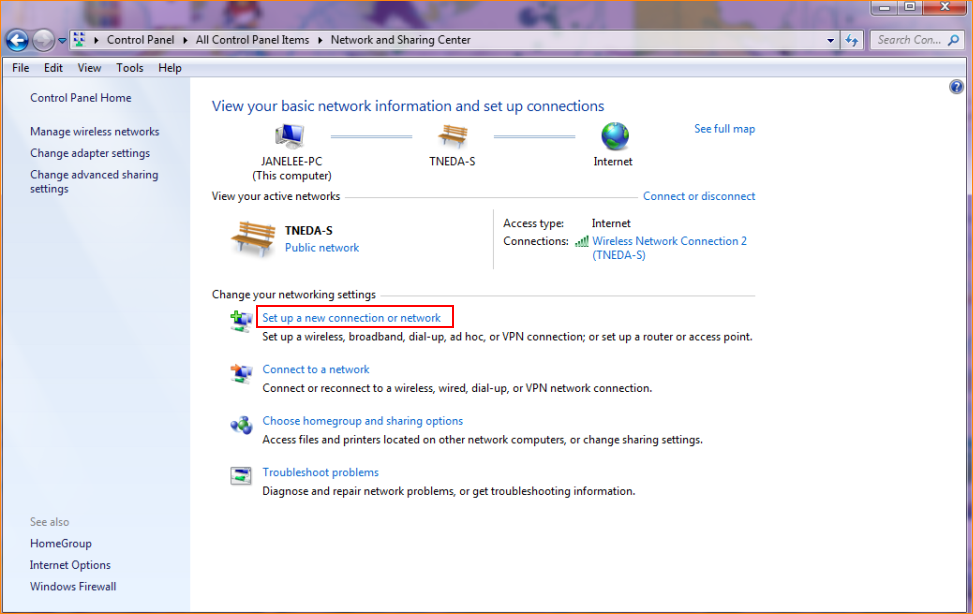 Control Panel
All Control Panel Items
Network and Sharing Center
Search Con...
File Edit View Tools Help
Control Panel Home
Manage wireless networks
Change adapter settings
Change advanced sharing
settings
See also
HomeGroup
Internet Options
Windows Firewall
View your basic network information and set up connections
See full map
JANELEE-PC
(This computer)
TNEDA-S
Internet
View your active networks
Connect or disconnect
TNEDA-S
Public network
Access type: Internet
Connections: Wireless Network Connection 2
(TNEDA-S)
Change your networking settings
Set up a new connection or network
Set up a wireless, broadband, dial-up, ad hoc, or VPN connection; or set up a router or access point.
Connect to a network
Connect or reconnect to a wireless, wired, dial-up, or VPN network connection.
Choose homegroup and sharing options
Access files and printers located on other network computers, or change sharing settings.
Troubleshoot problems
Diagnose and repair network problems, or get troubleshooting information.